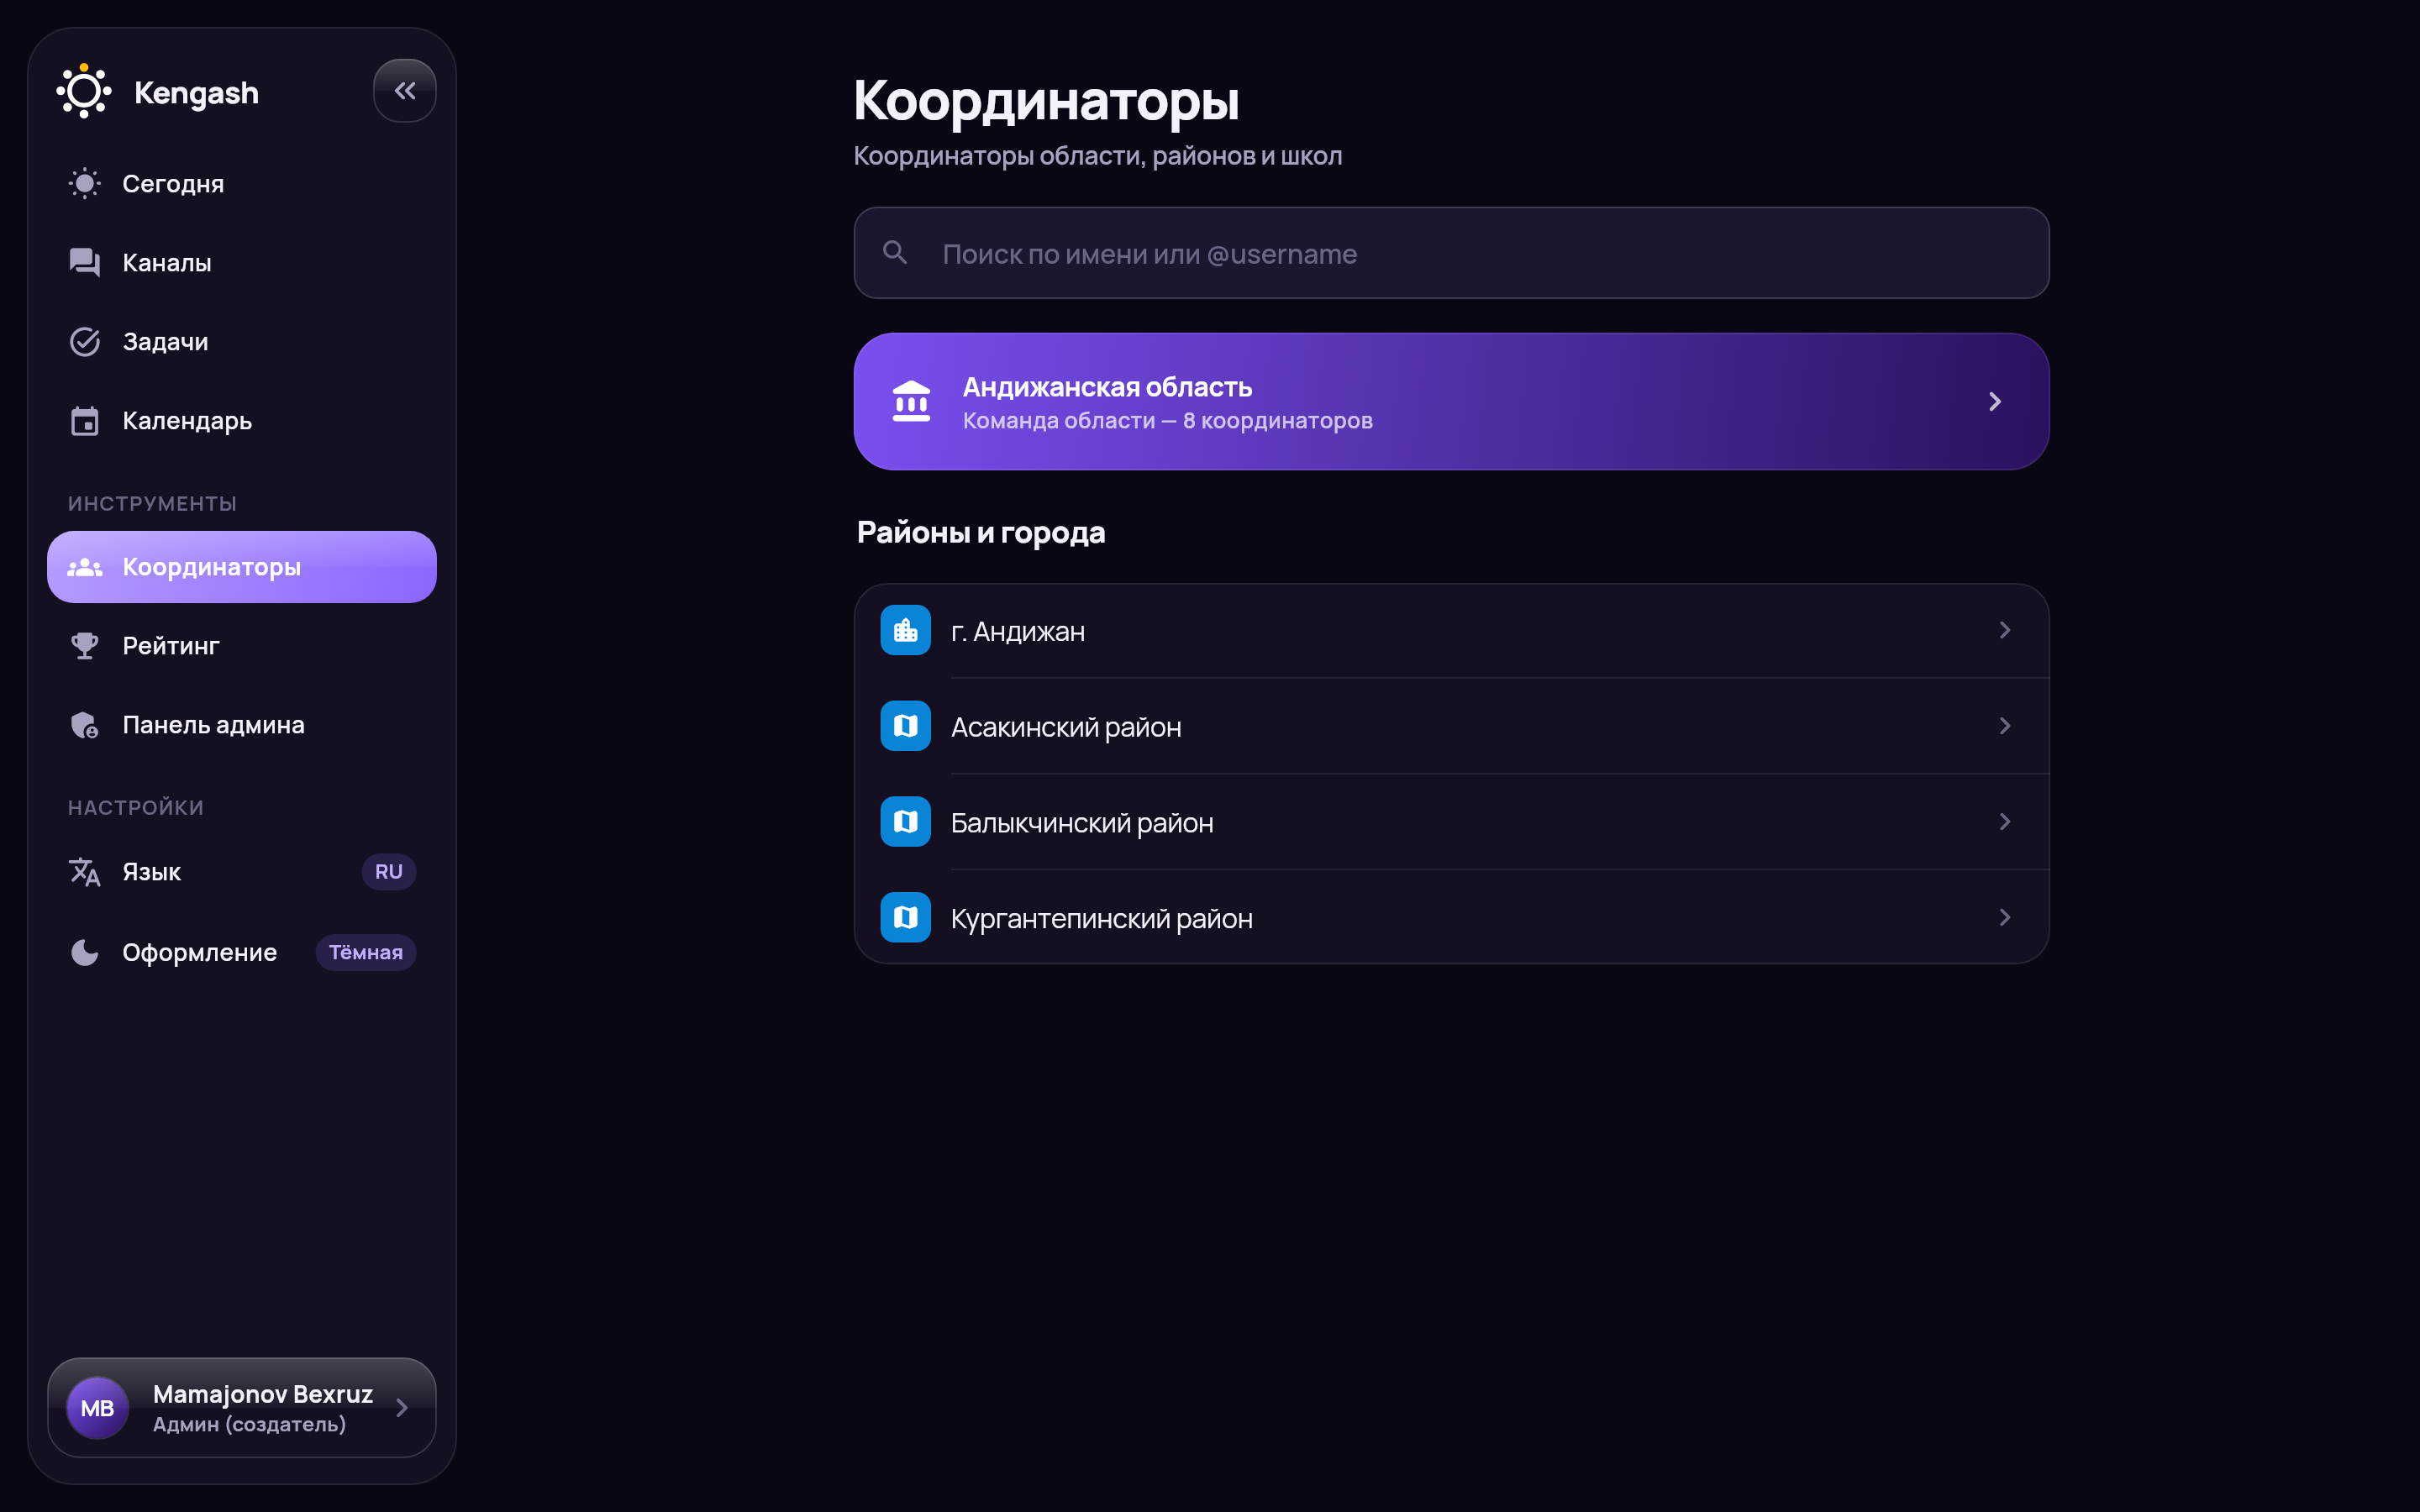 Kengash
Сегодня
Каналы
Задачи
Календарь
ИНСТРУМЕНТЫ
Координаторы
Рейтинг
Панель админа
НАСТРОЙКИ
Язык
RU
Оформление
Тёмная
MB
Mamajonov Bexruz
Админ (создатель)
Координаторы
Координаторы области, районов и школ
Поиск по имени или @username
Андижанская область
Команда области — 8 координаторов
Районы и города
г. Андижан
Асакинский район
Балыкчинский район
Кургантепинский район